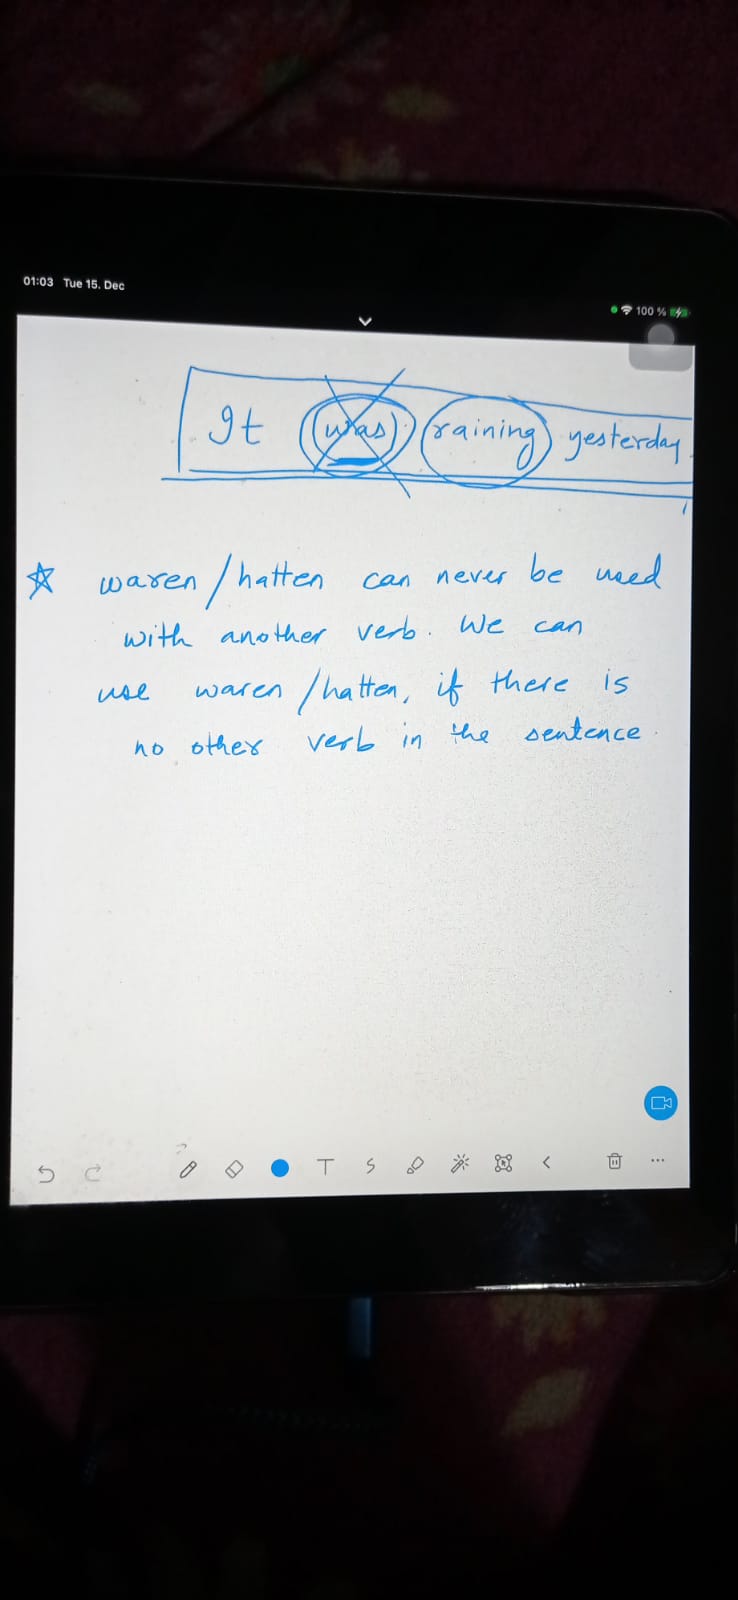 01:03 Tue 15. Dec
100 %
It (was) (raining) yesterday.
☆ waren/hatten can never be used
with another verb. We can
use waren/hatten, if there is
no other verb in the sentence.
T